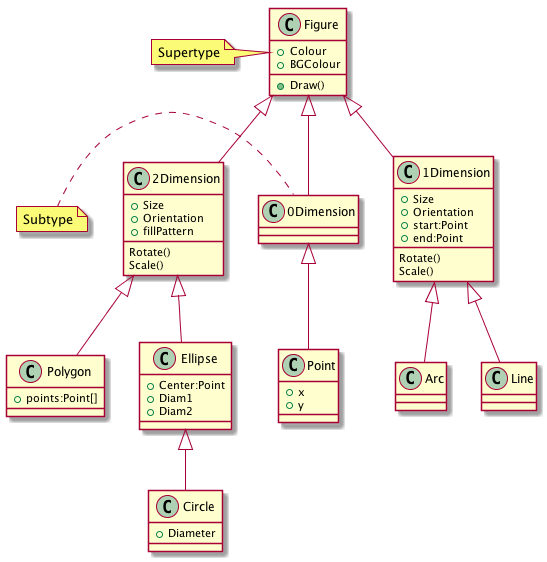 C Figure
Supertype
Colour
BGColour
Draw()
C 2Dimension
Size
Orientation
fillPattern
Rotate()
Scale()
Subtype
C 0Dimension
C 1Dimension
Size
Orientation
start:Point
end:Point
Rotate()
Scale()
C Polygon
points:Point[]
C Ellipse
Center:Point
Diam1
Diam2
C Point
x
y
C Arc
C Line
C Circle
Diameter